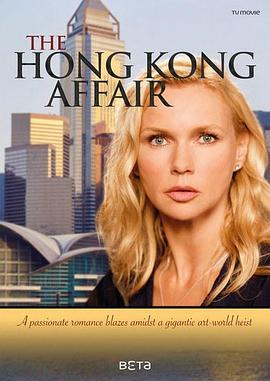 TV MOVIE
THE
HONG KONG
AFFAIR
A passionate romance blazes amidst a gigantic art-world heist
BETA